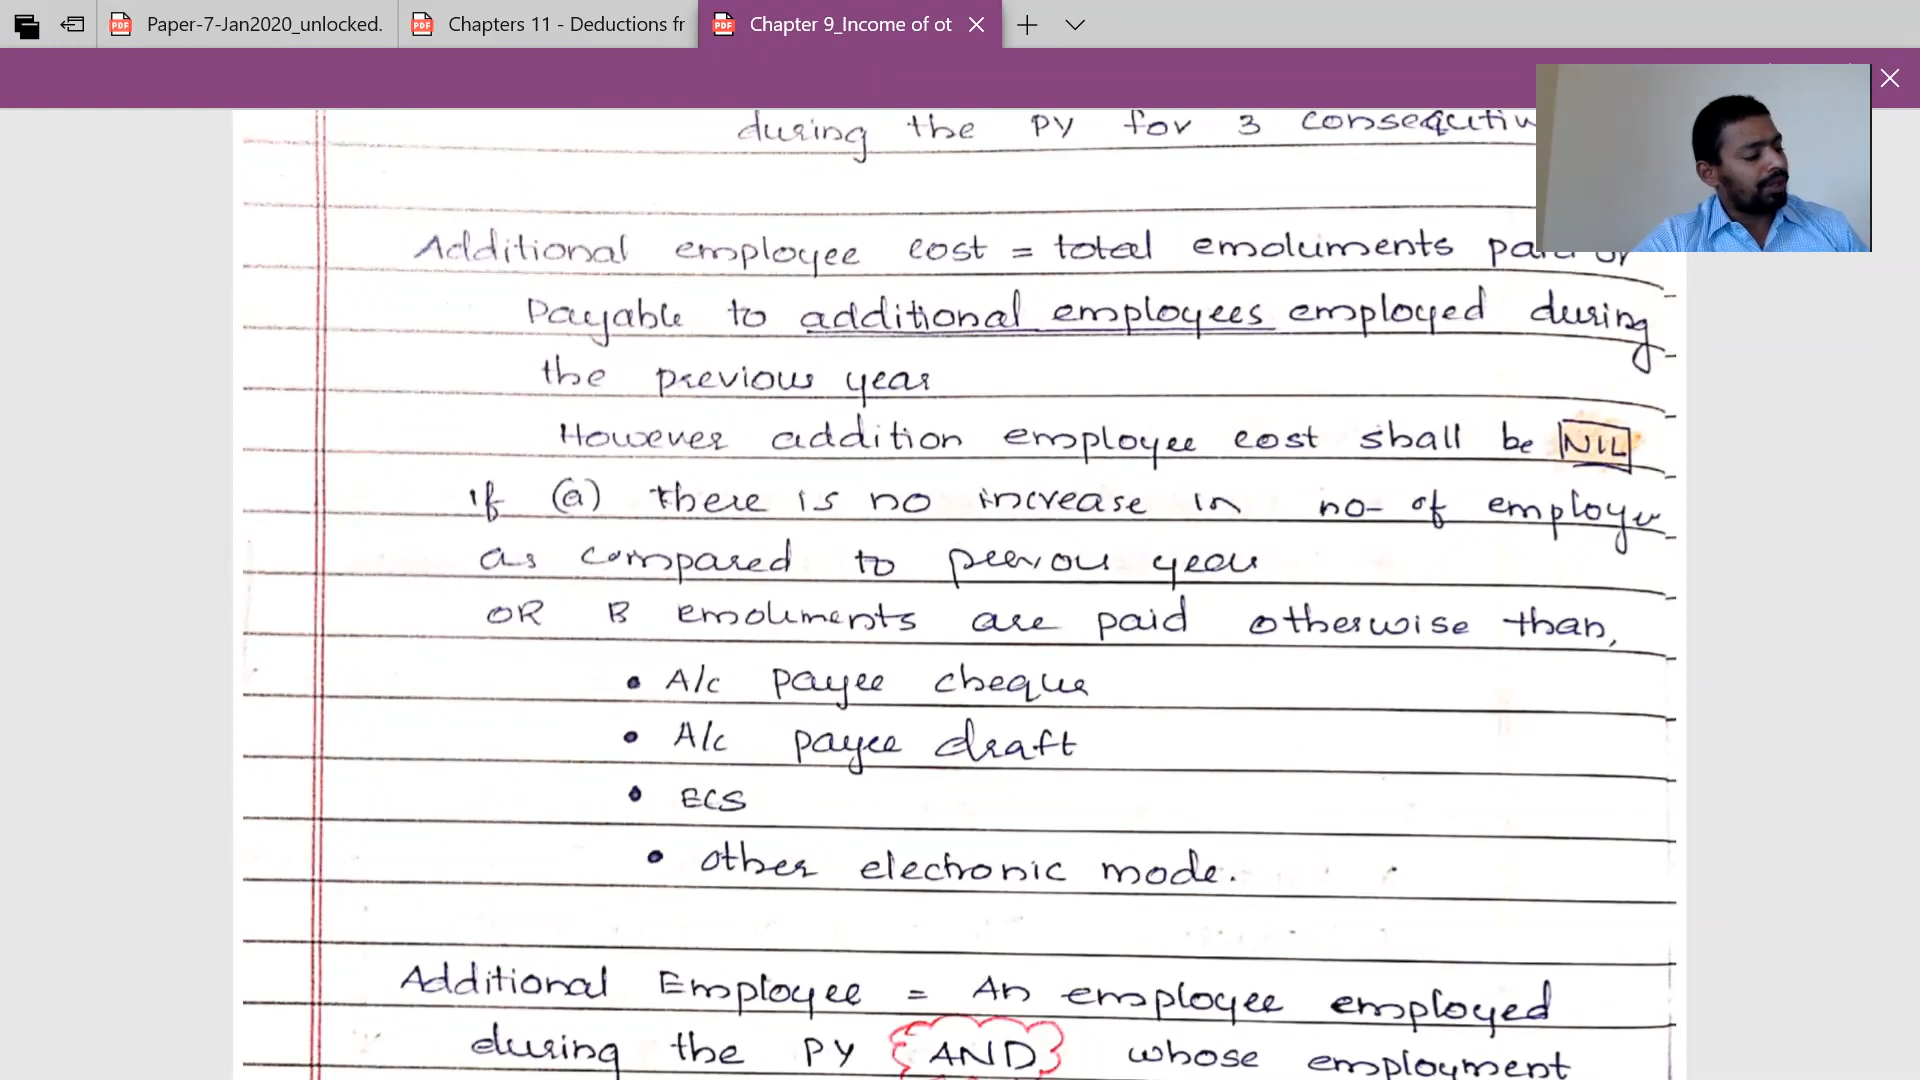 Paper-7-Jan2020_unlocked.
Chapters 11 - Deductions fr
Chapter 9_Income of ot
during the PY for 3 consequtiv
Additional employee cost = total emoluments paid or
Payable to additional employees employed during
the previous year
However addition employee cost shall be NIL
if (a) there is no increase in no- of employe
as compared to year
OR B emoluments are paid otherwise than,
• A/c payee cheque
• A/c payee draft
• ECS
• other electronic mode.
Additional Employee = An employee employed
during the PY AND whose employment